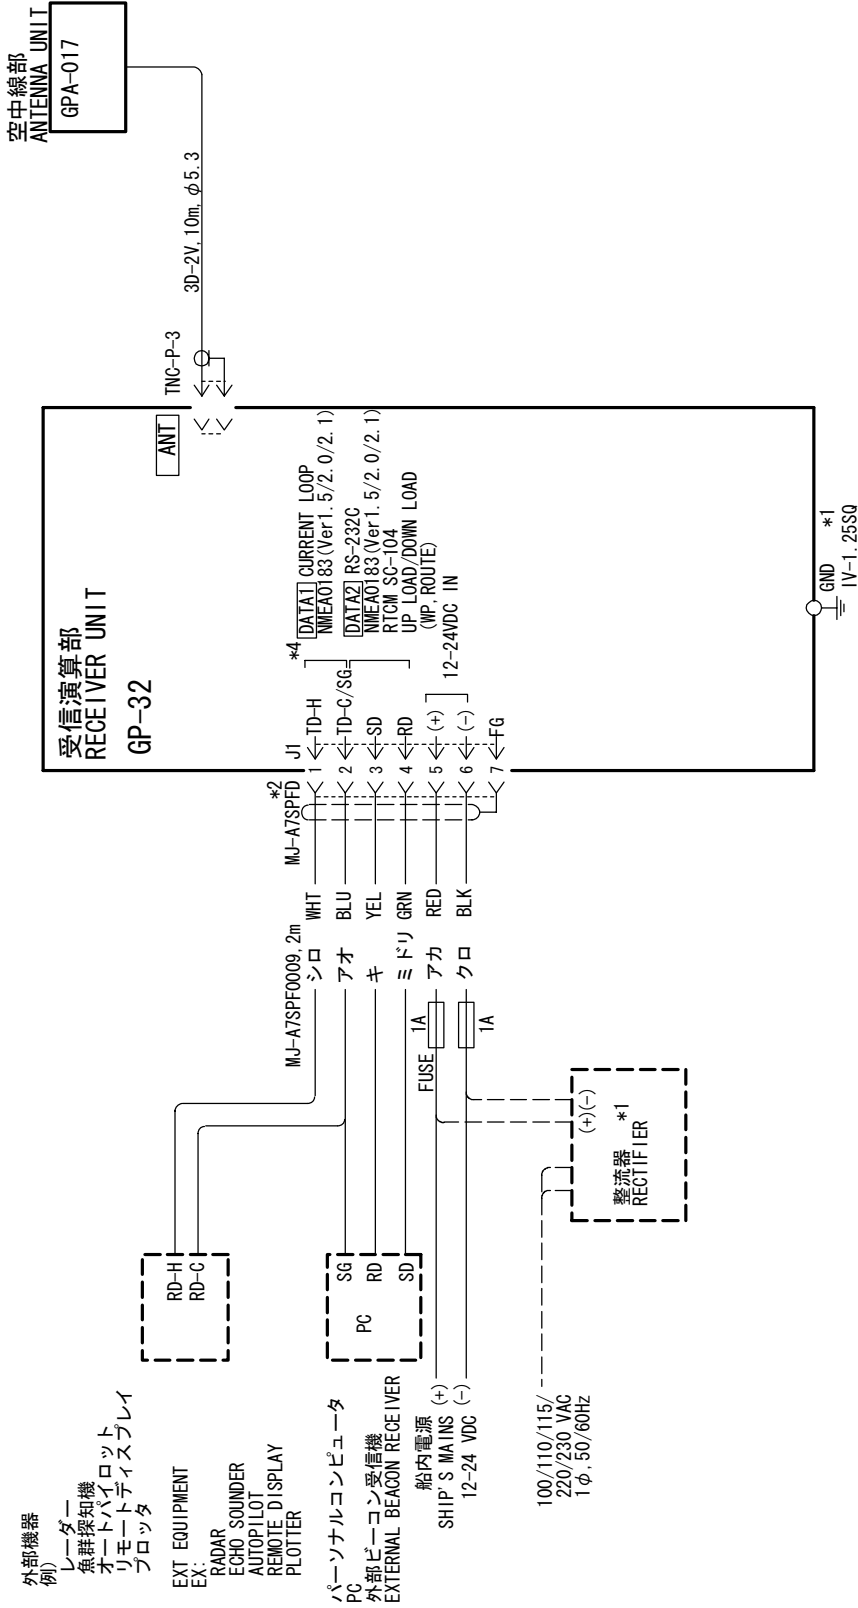 空中線部
ANTENNA UNIT
GPA-017
3D-2V, 10m, φ5.3
TNC-P-3
ANT
受信演算部
RECEIVER UNIT
GP-32
*4
DATA1 CURRENT LOOP
NMEA0183(Ver1.5/2.0/2.1)
DATA2 RS-232C
NMEA0183(Ver1.5/2.0/2.1)
RTCM SC-104
UP LOAD/DOWN LOAD
(WP, ROUTE)
12-24VDC IN
GND *1
IV-1.25SQ
J1
*2
MJ-A7SPFD
1 TD-H
2 TD-C/SG
3 SD
4 RD
5 (+)
6 (-)
7 FG
MJ-A7SPF0009, 2m
シロ WHT
アオ BLU
キ YEL
ミドリ GRN
アカ RED
クロ BLK
FUSE
1A
1A
(+)(-)
整流器 *1
RECTIFIER
RD-H
RD-C
PC
SG
RD
SD
外部機器
例)
レーダー
魚群探知機
オートパイロット
リモートディスプレイ
プロッタ
EXT EQUIPMENT
EX:
RADAR
ECHO SOUNDER
AUTOPILOT
REMOTE DISPLAY
PLOTTER
パーソナルコンピュータ
PC
外部ビーコン受信機
EXTERNAL BEACON RECEIVER
船内電源
SHIP'S MAINS (+)
12-24 VDC (-)
100/110/115/
220/230 VAC
1φ, 50/60Hz